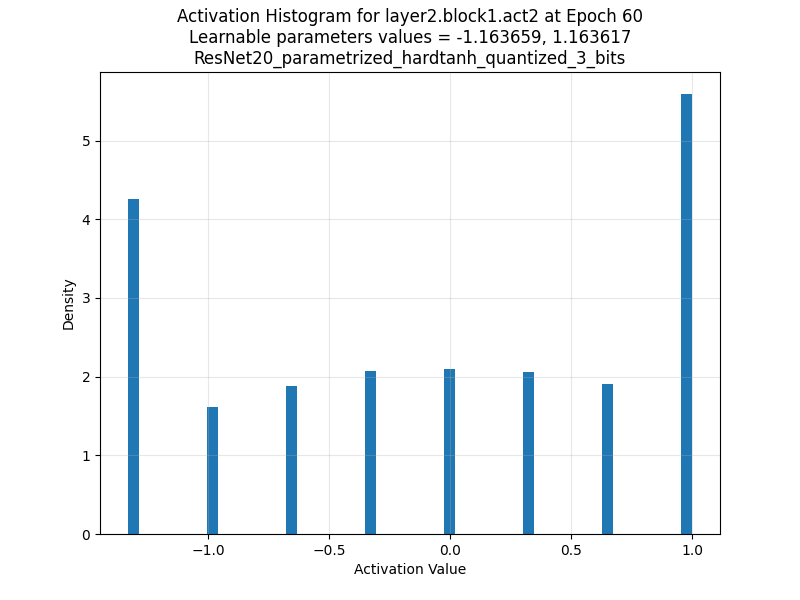 Activation Histogram for layer2.block1.act2 at Epoch 60
Learnable parameters values = -1.163659, 1.163617
ResNet20_parametrized_hardtanh_quantized_3_bits
Density
5
4
3
2
1
0
−1.0 −0.5 0.0 0.5 1.0
Activation Value